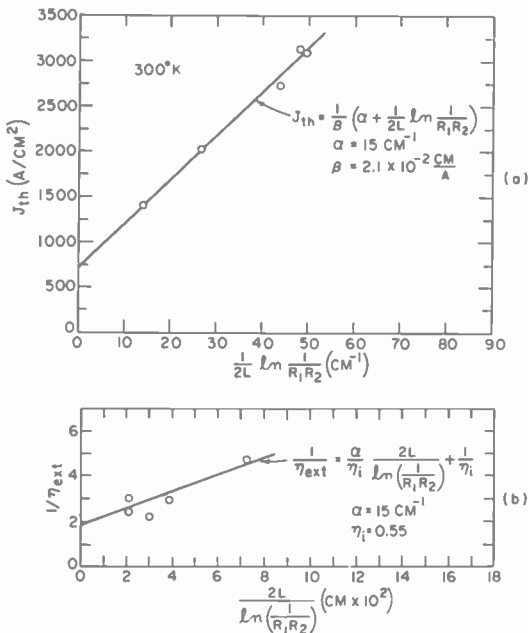 3500
3000
2500
2000
1500
1000
500
0
J_th (A/CM²)
300°K
J_th = 1/β (α + 1/2L ln 1/R₁R₂)
α = 15 CM⁻¹
β = 2.1 × 10⁻² CM/A
(a)
0 10 20 30 40 50 60 70 80 90
1/2L ln 1/R₁R₂ (CM⁻¹)
6
4
2
0
1/η_ext
1/η_ext = α/η_i 2L/ln(1/R₁R₂) + 1/η_i
α = 15 CM⁻¹
η_i = 0.55
(b)
0 2 4 6 8 10 12 14 16 18
2L/ln(1/R₁R₂) (CM × 10²)